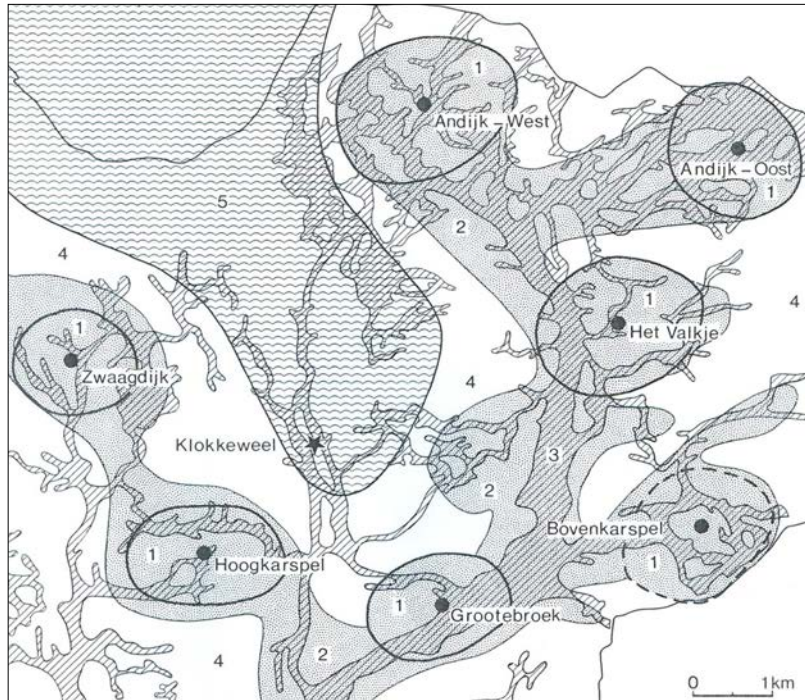 1
Andijk – West
Andijk – Oost
1
5
2
4
1
4
1
Het Valkje
Zwaagdijk
4
Klokkeweel
3
2
Bovenkarspel
1
Hoogkarspel
1
1
Grootebroek
4
2
0
1km